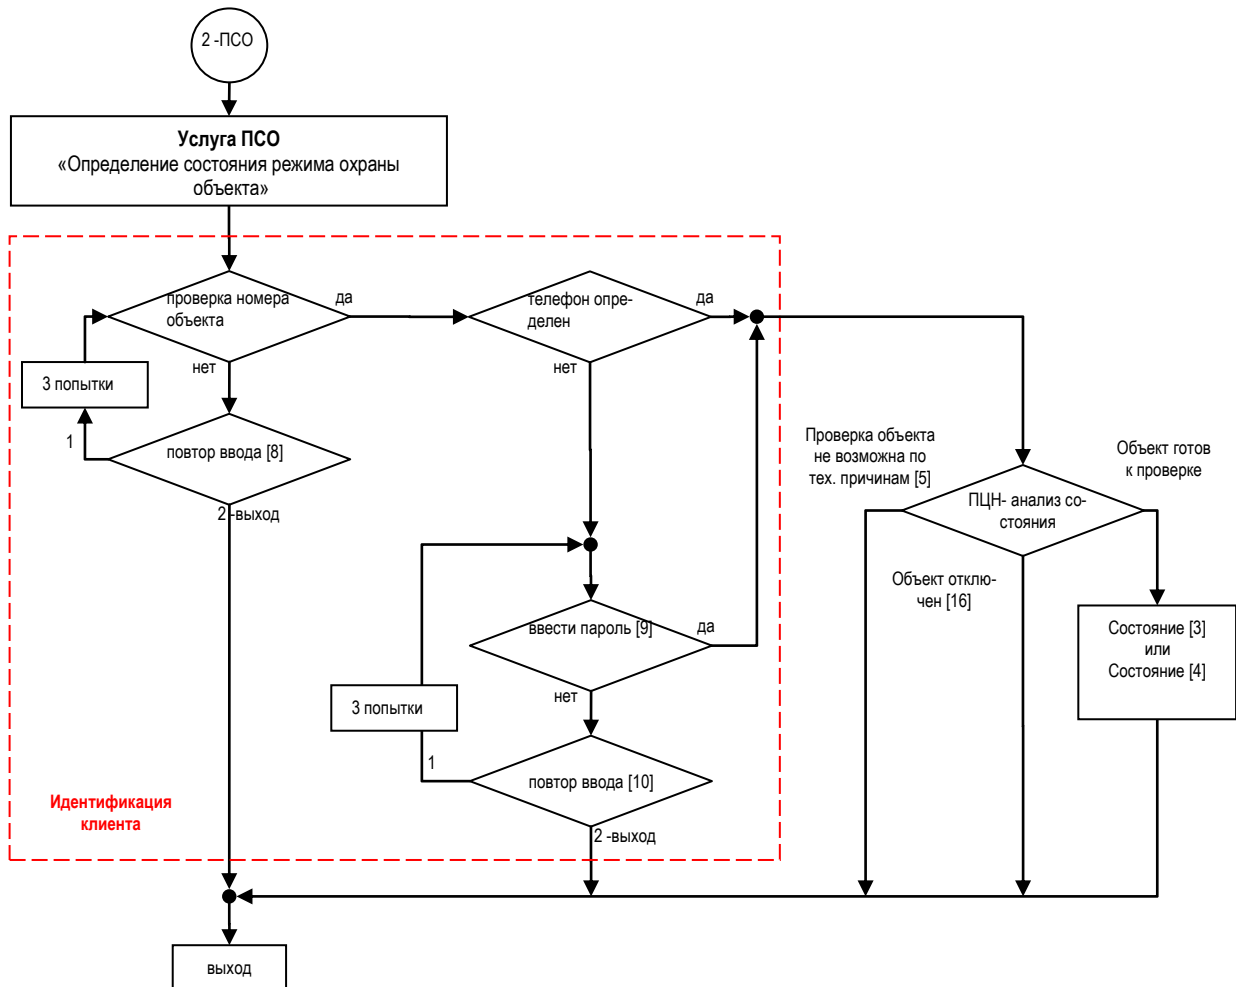 2 -ПСО
Услуга ПСО
«Определение состояния режима охраны
объекта»
проверка номера
объекта
да
телефон опре-
делен
да
нет
нет
3 попытки
1
повтор ввода [8]
2 -выход
Проверка объекта
не возможна по
тех. причинам [5]
Объект готов
к проверке
ПЦН- анализ со-
стояния
Объект отклю-
чен [16]
ввести пароль [9]
да
Состояние [3]
или
Состояние [4]
нет
3 попытки
1
повтор ввода [10]
Идентификация
клиента
2 -выход
выход